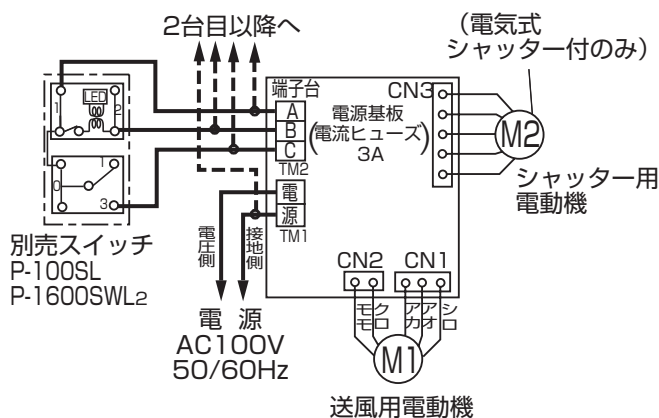 2台目以降へ
(電気式
シャッター付のみ)
CN3
端子台
A
B
C
TM2
電源基板
(電流ヒューズ)
3A
LED
1
2
0
1
3
M2
シャッター用
電動機
電
源
TM1
電圧側
接地側
別売スイッチ
P-100SL
P-1600SWL2
電 源
AC100V
50/60Hz
CN2
CN1
モモ
クロ
アカ
アオ
シロ
M1
送風用電動機